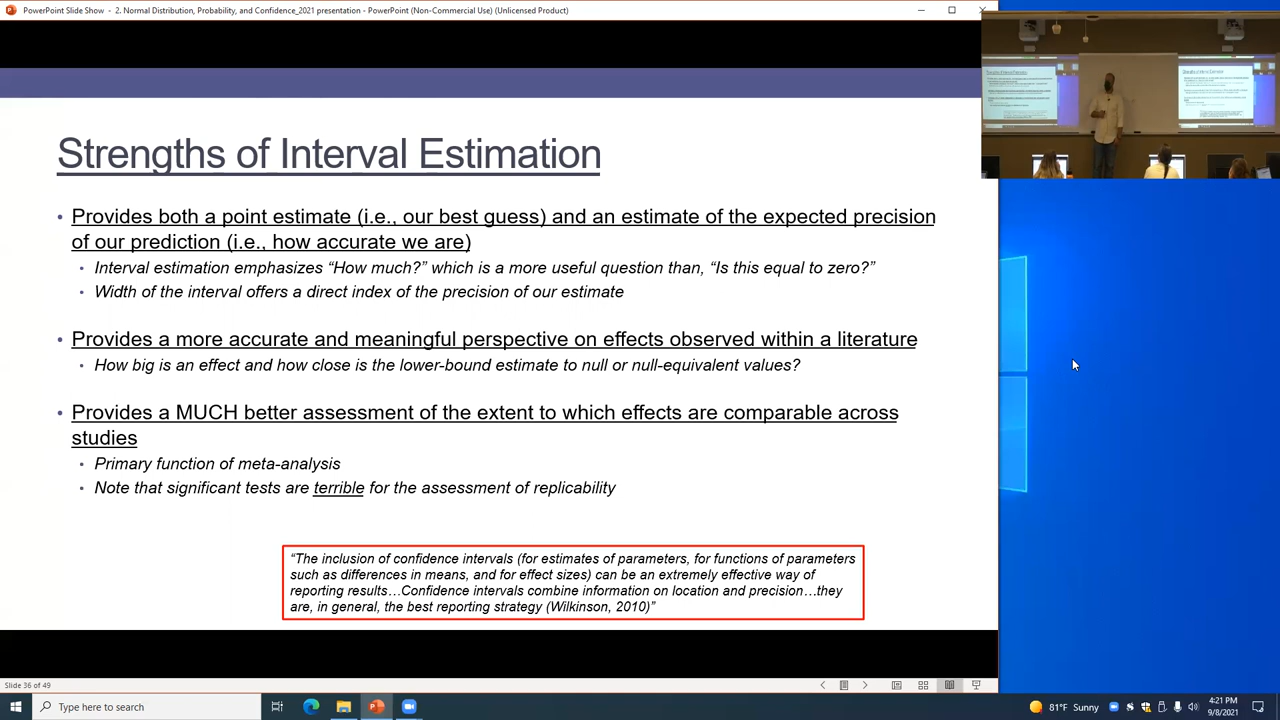 PowerPoint Slide Show - 2. Normal Distribution, Probability, and Confidence_2021 presentation - PowerPoint (Non-Commercial Use) (Unlicensed Product)
Strengths of Interval Estimation
• Provides both a point estimate (i.e., our best guess) and an estimate of the expected precision
of our prediction (i.e., how accurate we are)
• Interval estimation emphasizes “How much?” which is a more useful question than, “Is this equal to zero?”
• Width of the interval offers a direct index of the precision of our estimate
• Provides a more accurate and meaningful perspective on effects observed within a literature
• How big is an effect and how close is the lower-bound estimate to null or null-equivalent values?
• Provides a MUCH better assessment of the extent to which effects are comparable across
studies
• Primary function of meta-analysis
• Note that significant tests are terrible for the assessment of replicability
“The inclusion of confidence intervals (for estimates of parameters, for functions of parameters
such as differences in means, and for effect sizes) can be an extremely effective way of
reporting results…Confidence intervals combine information on location and precision…they
are, in general, the best reporting strategy (Wilkinson, 2010)”
Slide 36 of 49
Type here to search
81°F Sunny
4:21 PM
9/8/2021